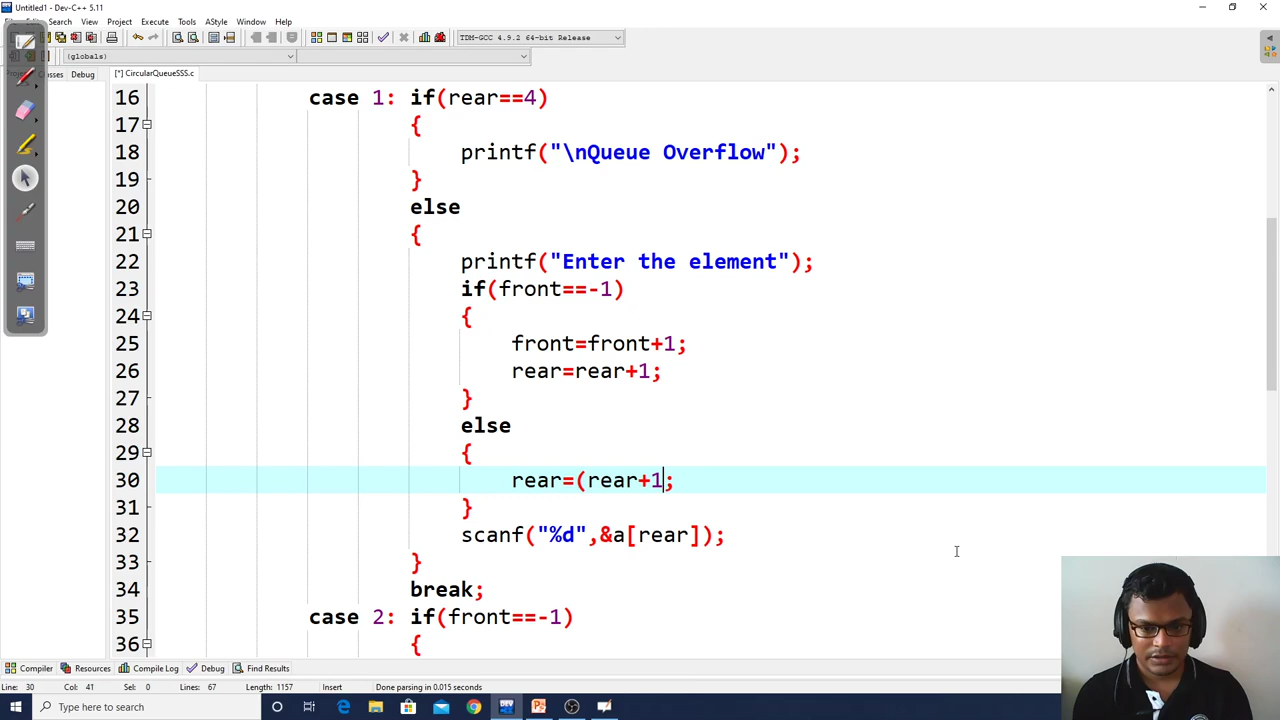 Untitled1 - Dev-C++ 5.11
Search View Project Execute Tools AStyle Window Help
TDM-GCC 4.9.2 64-bit Release
(globals)
Classes Debug
[*] CircularQueueSSS.c
16 case 1: if(rear==4)
17 {
18 printf("\nQueue Overflow");
19 }
20 else
21 {
22 printf("Enter the element");
23 if(front==-1)
24 {
25 front=front+1;
26 rear=rear+1;
27 }
28 else
29 {
30 rear=(rear+1;
31 }
32 scanf("%d",&a[rear]);
33 }
34 break;
35 case 2: if(front==-1)
36 {
Compiler Resources Compile Log Debug Find Results
Line: 30 Col: 41 Sel: 0 Lines: 67 Length: 1157 Insert Done parsing in 0.015 seconds
Type here to search